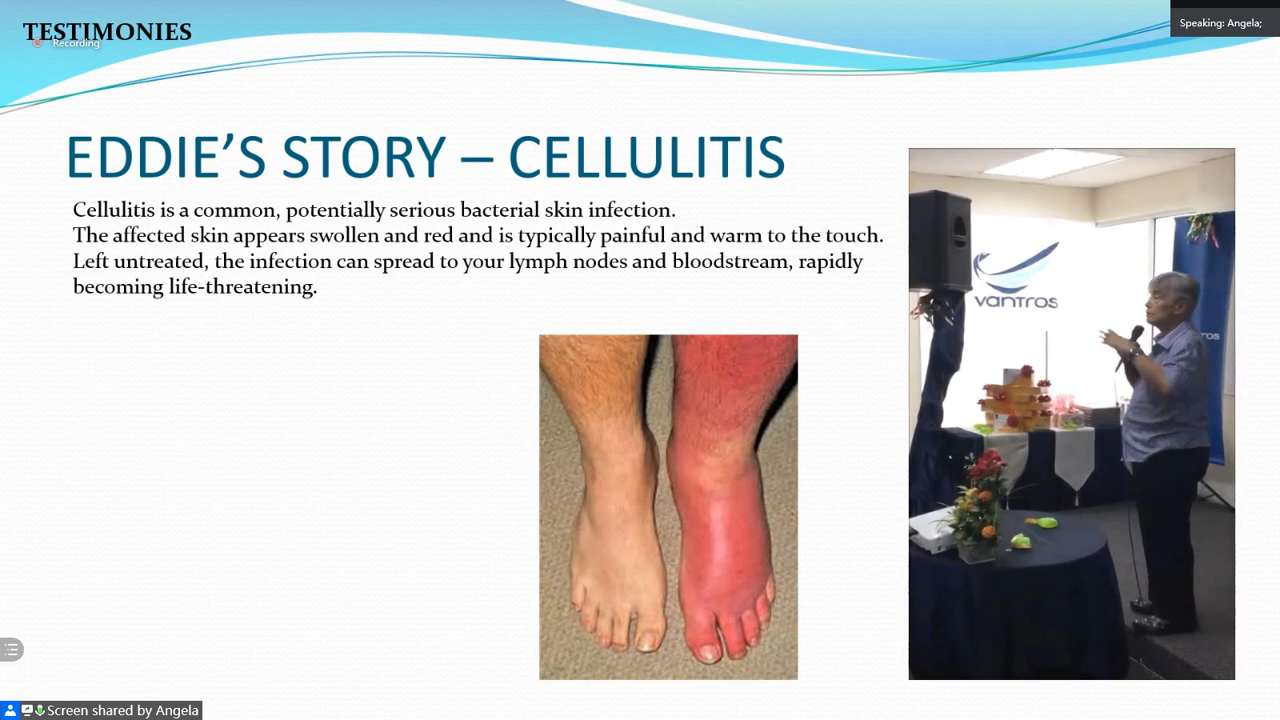 TESTIMONIES
Recording
Speaking: Angela;
EDDIE’S STORY – CELLULITIS
Cellulitis is a common, potentially serious bacterial skin infection.
The affected skin appears swollen and red and is typically painful and warm to the touch.
Left untreated, the infection can spread to your lymph nodes and bloodstream, rapidly
becoming life-threatening.
vantros
ROS
Screen shared by Angela